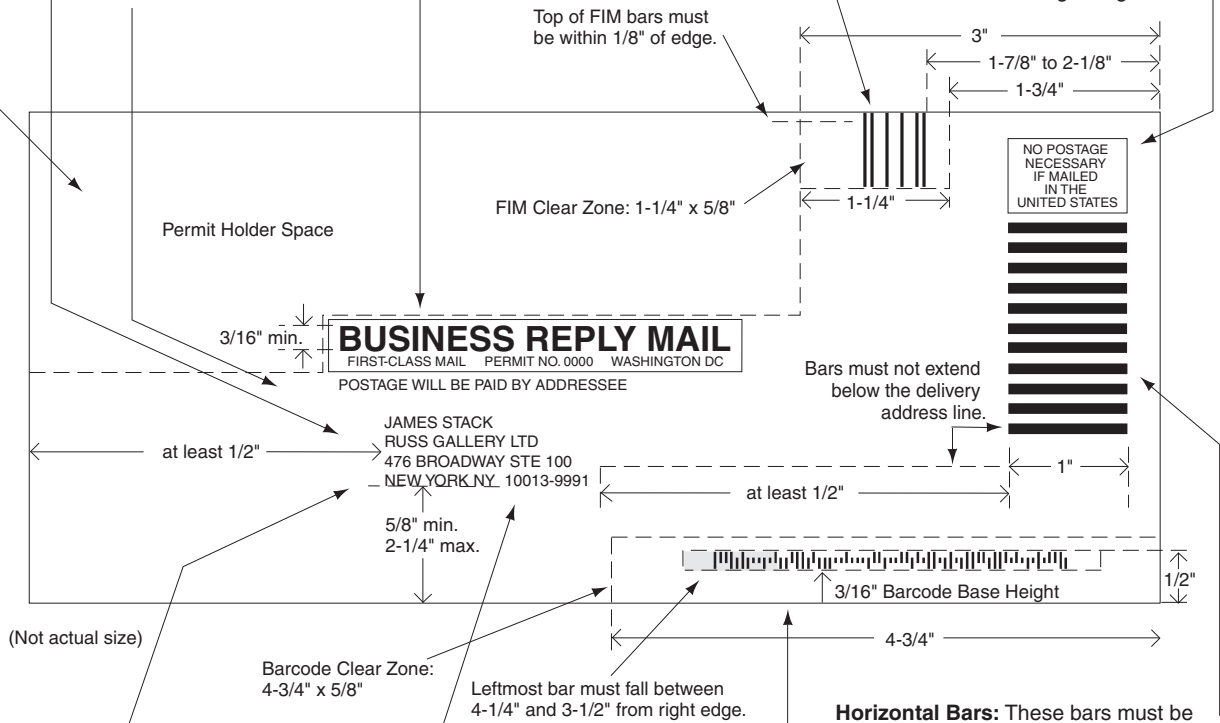 Top of FIM bars must
be within 1/8" of edge.
3"
1-7/8" to 2-1/8"
1-3/4"
NO POSTAGE
NECESSARY
IF MAILED
IN THE
UNITED STATES
FIM Clear Zone: 1-1/4" x 5/8"
1-1/4"
Permit Holder Space
3/16" min.
BUSINESS REPLY MAIL
FIRST-CLASS MAIL PERMIT NO. 0000 WASHINGTON DC
POSTAGE WILL BE PAID BY ADDRESSEE
Bars must not extend
below the delivery
address line.
JAMES STACK
RUSS GALLERY LTD
476 BROADWAY STE 100
NEW YORK NY 10013-9991
at least 1/2"
1"
at least 1/2"
5/8" min.
2-1/4" max.
3/16" Barcode Base Height
1/2"
4-3/4"
(Not actual size)
Barcode Clear Zone:
4-3/4" x 5/8"
Leftmost bar must fall between
4-1/4" and 3-1/2" from right edge.
Horizontal Bars: These bars must be